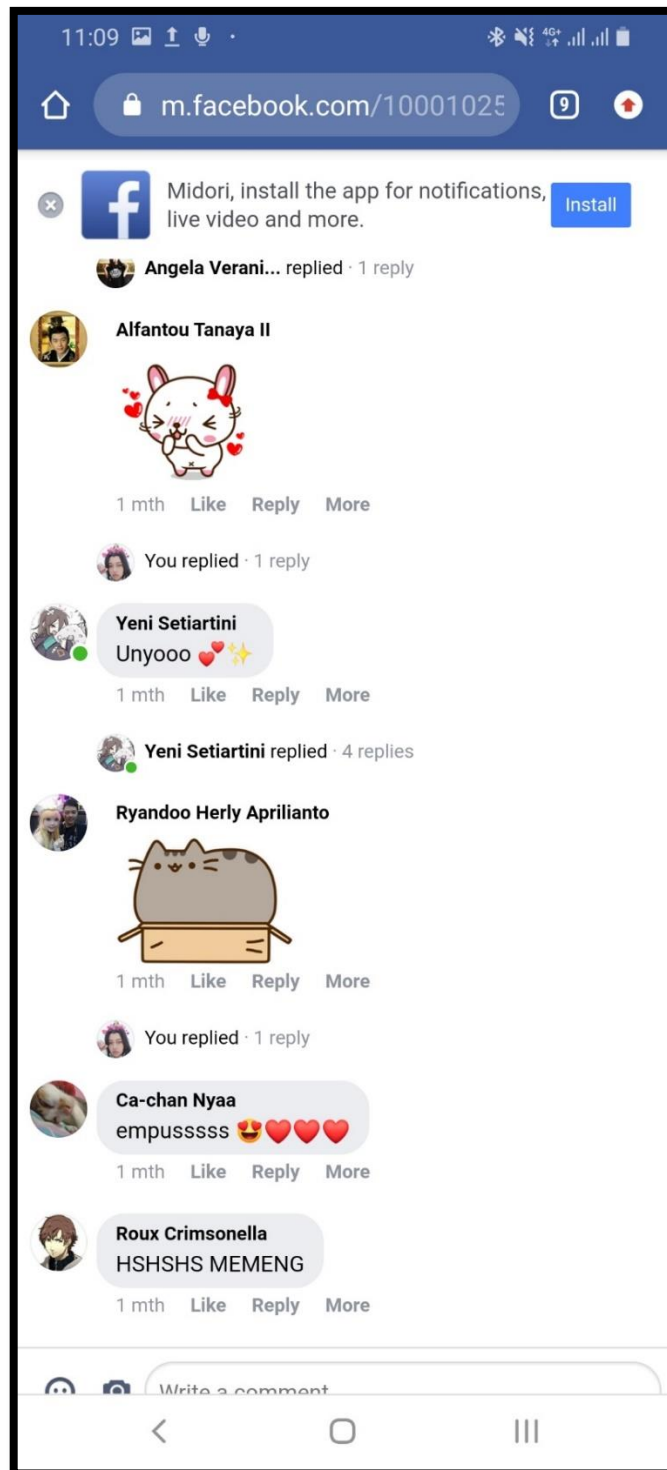 11:09
4G+
m.facebook.com/10001025
9
Midori, install the app for notifications,
live video and more.
Install
Angela Verani... replied · 1 reply
Alfantou Tanaya II
1 mth Like Reply More
You replied · 1 reply
Yeni Setiartini
Unyooo 💕✨
1 mth Like Reply More
Yeni Setiartini replied · 4 replies
Ryandoo Herly Aprilianto
1 mth Like Reply More
You replied · 1 reply
Ca-chan Nyaa
empusssss 😍❤️❤️❤️
1 mth Like Reply More
Roux Crimsonella
HSHSHS MEMENG
1 mth Like Reply More
Write a comment